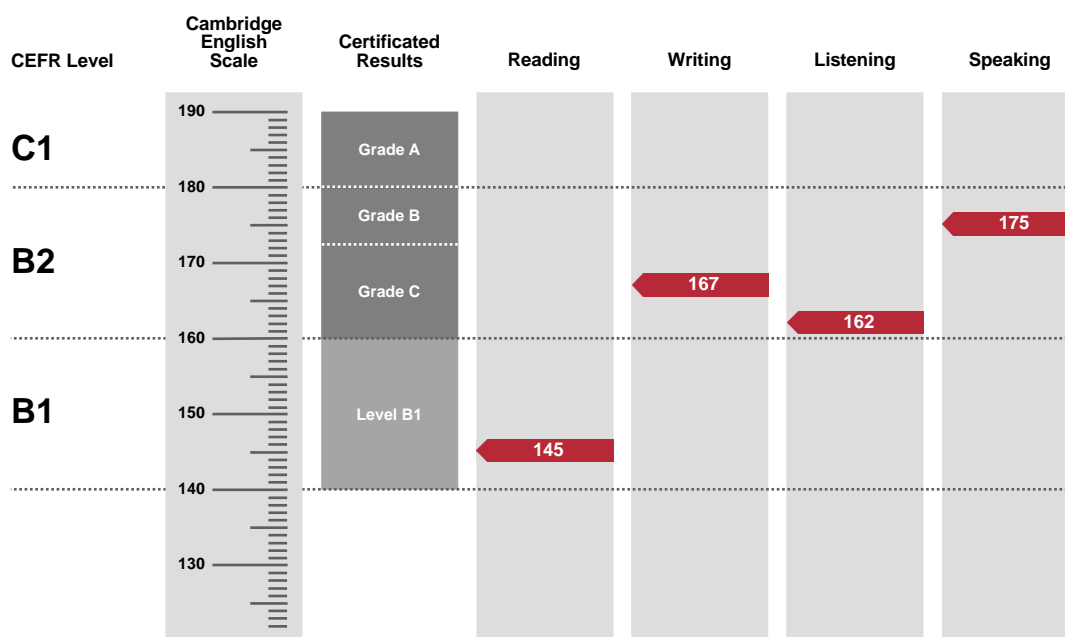 CEFR Level
Cambridge
English
Scale
Certificated
Results
Reading
Writing
Listening
Speaking
190
C1
Grade A
180
Grade B
175
B2
170
167
Grade C
162
160
B1
150
Level B1
145
140
130